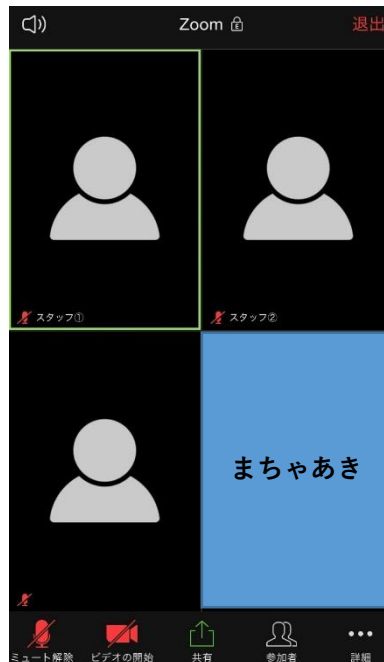 Zoom
退出
スタッフ①
スタッフ②
まちゃあき
ミュート解除
ビデオの開始
共有
参加者
詳細